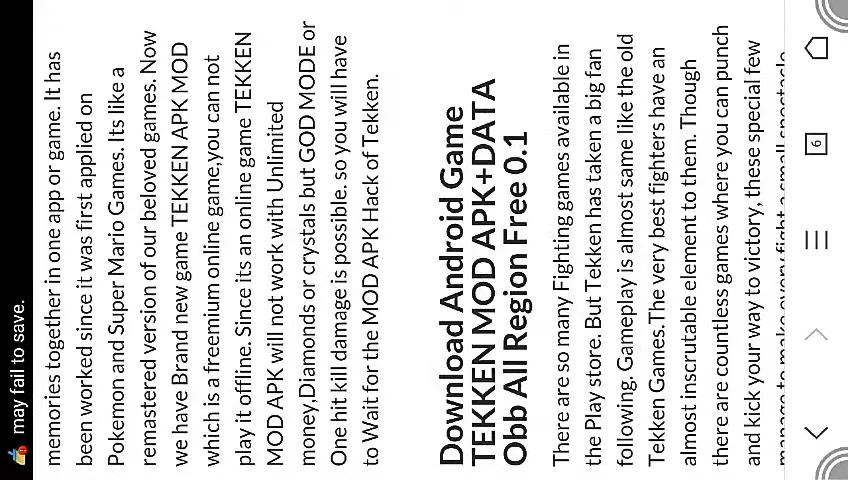 may fail to save.
memories together in one app or game. It has
been worked since it was first applied on
Pokemon and Super Mario Games. Its like a
remastered version of our beloved games. Now
we have Brand new game TEKKEN APK MOD
which is a freemium online game,you can not
play it offline. Since its an online game TEKKEN
MOD APK will not work with Unlimited
money,Diamonds or crystals but GOD MODE or
One hit kill damage is possible. so you will have
to Wait for the MOD APK Hack of Tekken.
Download Android Game
TEKKEN MOD APK+DATA
Obb All Region Free 0.1
There are so many Fighting games available in
the Play store. But Tekken has taken a big fan
following. Gameplay is almost same like the old
Tekken Games.The very best fighters have an
almost inscrutable element to them. Though
there are countless games where you can punch
and kick your way to victory, these special few
manage to make every fight a small spectacle
6